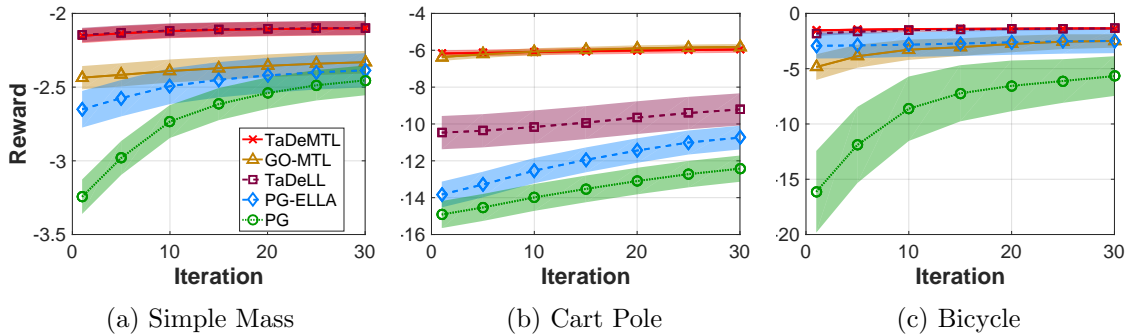 -2
-2.5
-3
-3.5
Reward
0 10 20 30
Iteration
TaDeMTL
GO-MTL
TaDeLL
PG-ELLA
PG
(a) Simple Mass
-4
-6
-8
-10
-12
-14
-16
0 10 20 30
Iteration
(b) Cart Pole
0
-5
-10
-15
-20
0 10 20 30
Iteration
(c) Bicycle